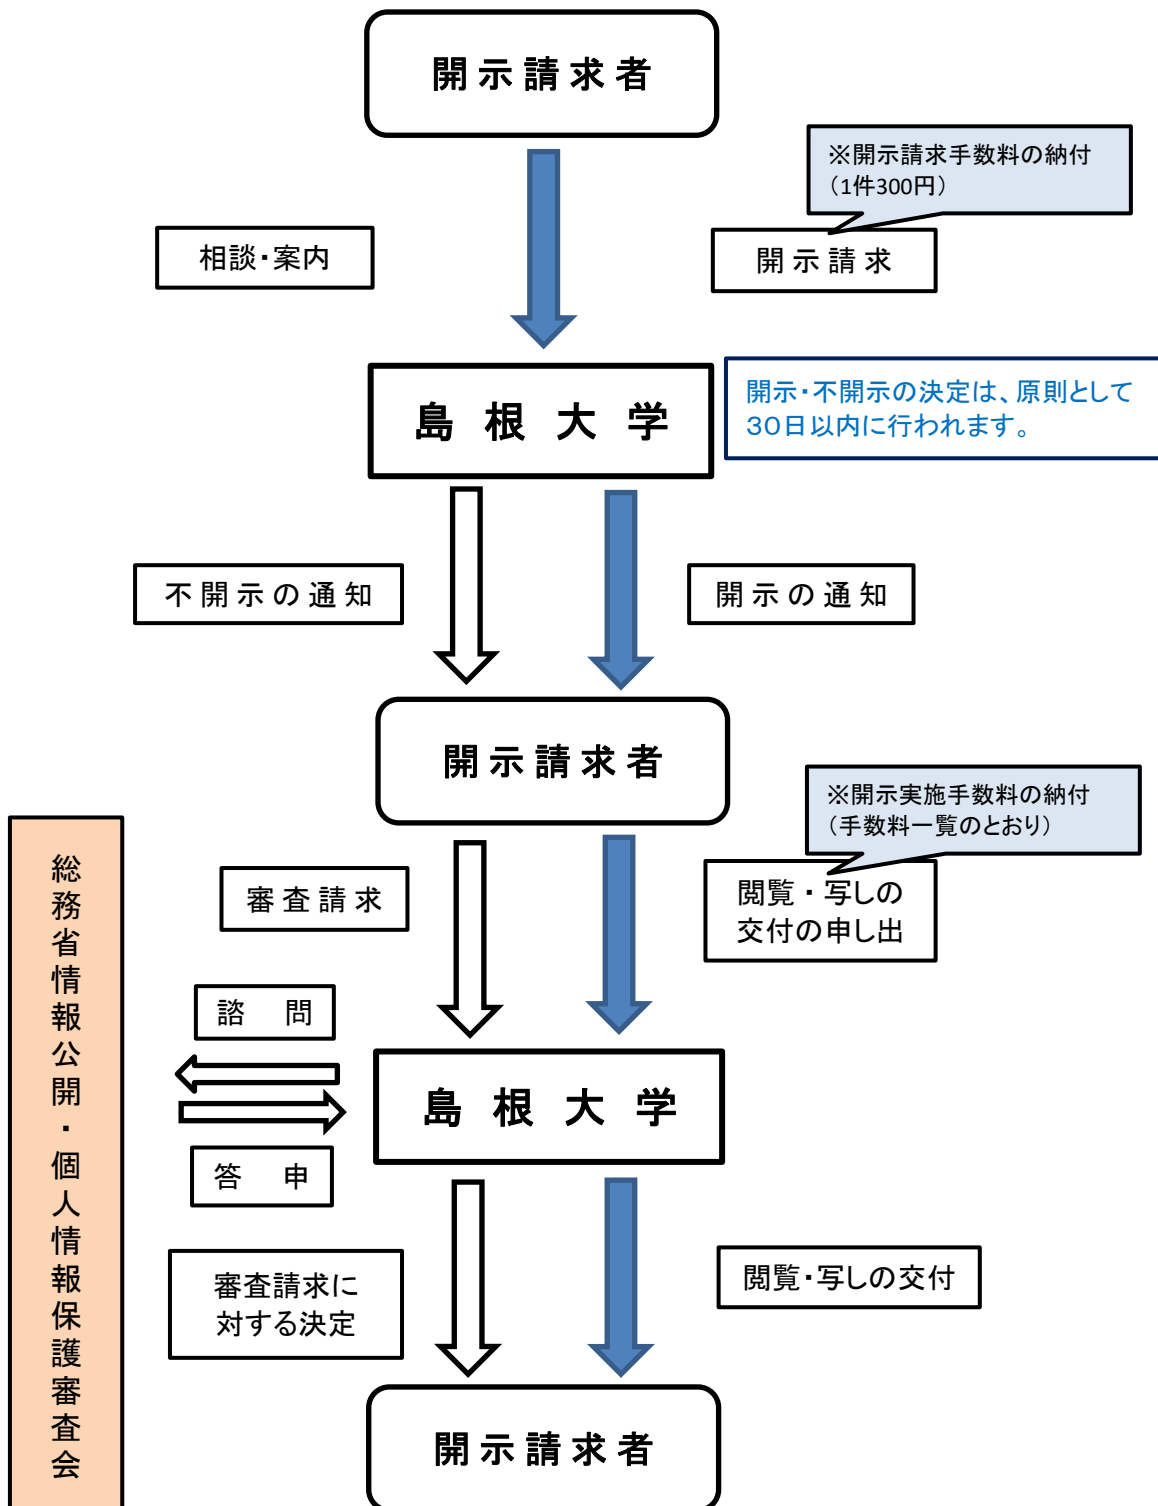 開示請求者
※開示請求手数料の納付
（1件300円）
相談・案内
開示請求
島根大学
開示・不開示の決定は、原則として
30日以内に行われます。
不開示の通知
開示の通知
開示請求者
※開示実施手数料の納付
（手数料一覧のとおり）
審査請求
閲覧・写しの
交付の申し出
総務省情報公開・個人情報保護審査会
諮問
島根大学
答申
審査請求に
対する決定
閲覧・写しの交付
開示請求者